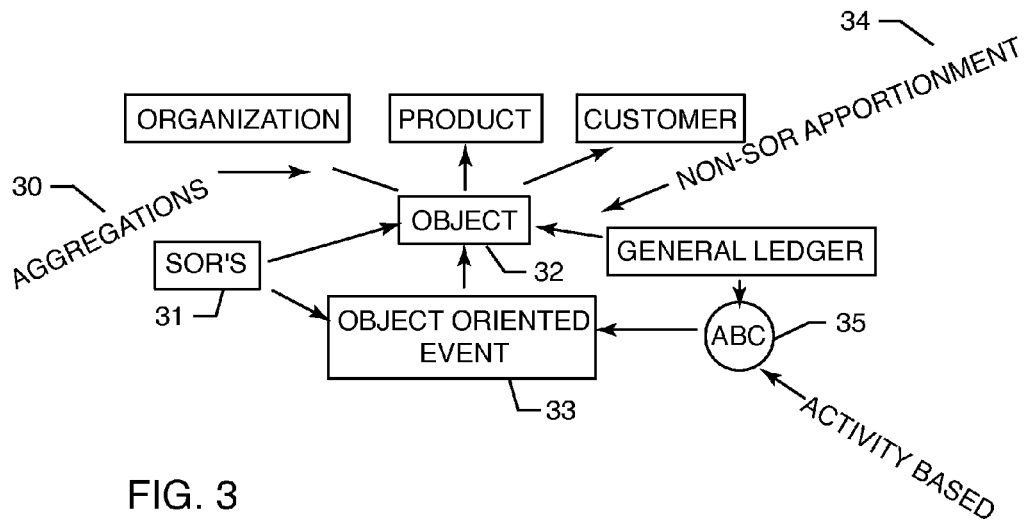 34
NON-SOR APPORTIONMENT
ORGANIZATION
PRODUCT
CUSTOMER
30
AGGREGATIONS
OBJECT
32
SOR'S
31
GENERAL LEDGER
OBJECT ORIENTED
EVENT
33
ABC
35
ACTIVITY BASED
FIG. 3